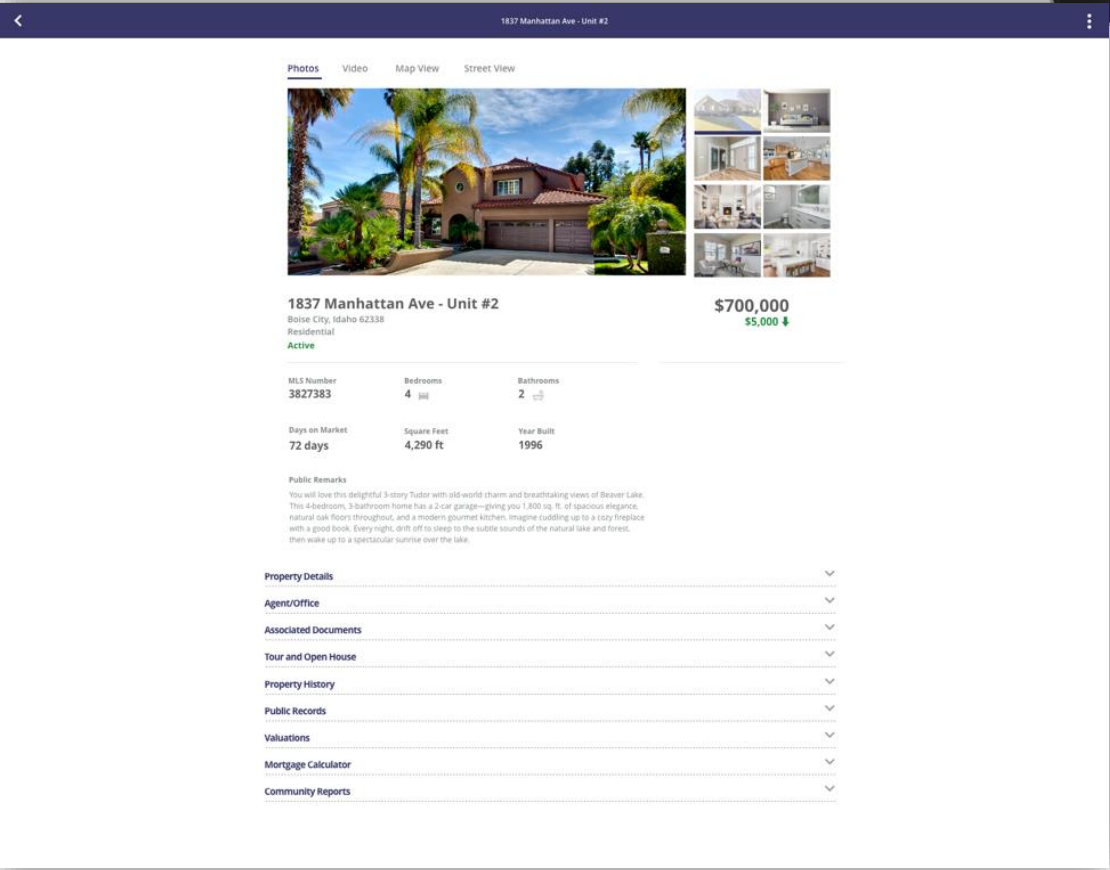 1837 Manhattan Ave - Unit #2
Photos Video Map View Street View
1837 Manhattan Ave - Unit #2
$700,000
Boise City, Idaho 62338
$5,000
Residential
Active
MLS Number Bedrooms Bathrooms
3827383 4 2
Days on Market Square Feet Year Built
72 days 4,290 ft 1996
Public Remarks
You will love this delightful 3-story Tudor with old-world charm and breathtaking views of Beaver Lake.
This 4-bedroom, 3-bathroom home has a 2-car garage—giving you 1,800 sq. ft. of spacious elegance,
natural oak floors throughout, and a modern gourmet kitchen. Imagine cuddling up to a cozy fireplace
with a good book. Every night, drift off to sleep to the subtle sounds of the natural lake and forest,
then wake up to a spectacular sunrise over the lake.
Property Details
Agent/Office
Associated Documents
Tour and Open House
Property History
Public Records
Valuations
Mortgage Calculator
Community Reports